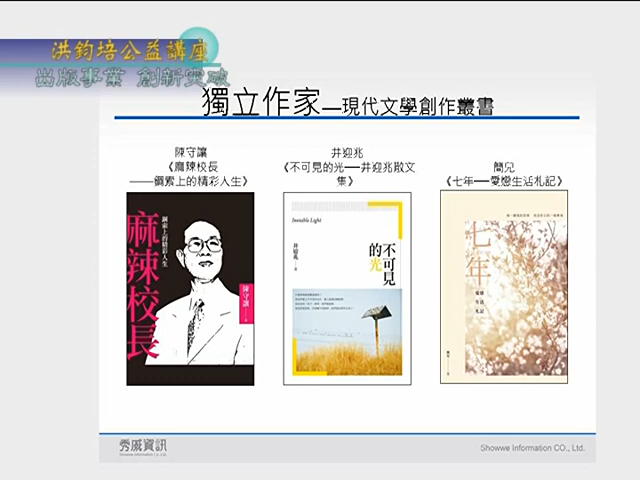 洪鈞培公益講座
出版事業 創新突破
獨立作家—現代文學創作叢書
陳守讓
《麻辣校長
——鋼索上的精彩人生》
井迎兆
《不可見的光——井迎兆散文
集》
簡兒
《七年——愛戀生活札記》
麻辣校長
鋼索上的精彩人生
陳守讓
Invisible Light
不可見
的光
井迎兆
七年
愛戀
生活
札記
秀威資訊
Showwe Information CO., Ltd.